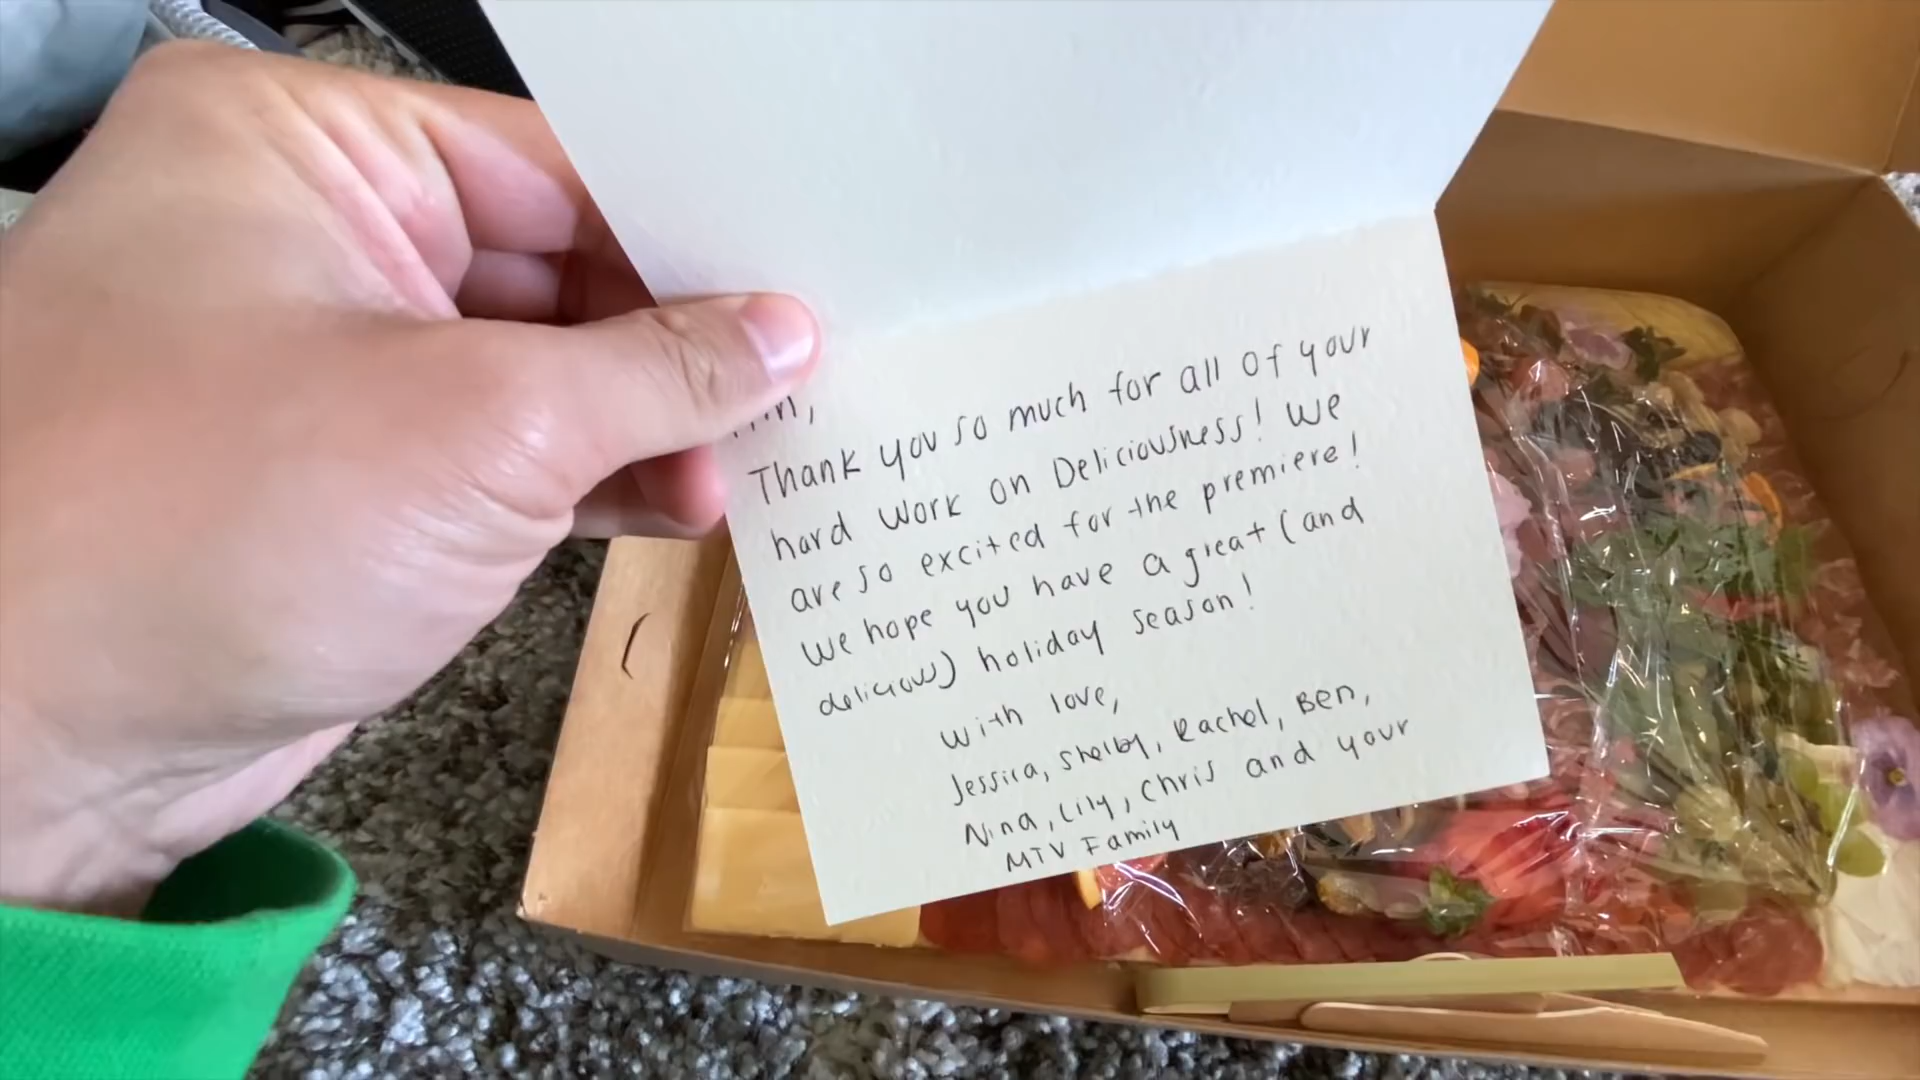 Thank you so much for all of your
hard work on Deliciousness! We
are so excited for the premiere!
We hope you have a great (and
delicious) holiday season!
With love,
Jessica, Shelby, Rachel, Ben,
Nina, Lily, Chris and your
MTV Family